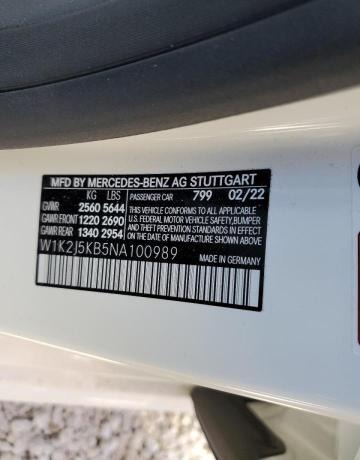 MFD BY MERCEDES-BENZ AG STUTTGART
KG LBS PASSENGER CAR 799 02/22
GVWR 2560 5644 THIS VEHICLE CONFORMS TO ALL APPLICABLE
GAWR FRONT 1220 2690 U.S. FEDERAL MOTOR VEHICLE SAFETY,BUMPER
GAWR REAR 1340 2954 AND THEFT PREVENTION STANDARDS IN EFFECT
ON THE DATE OF MANUFACTURE SHOWN ABOVE
W1K2J5KB5NA100989
MADE IN GERMANY